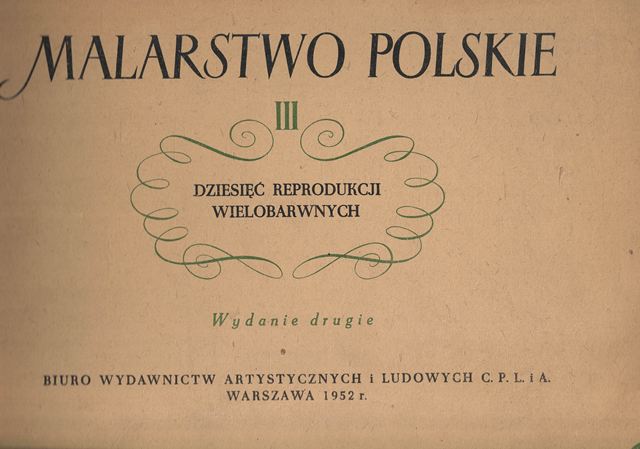 MALARSTWO POLSKIE
III
DZIESIĘĆ REPRODUKCJI
WIELOBARWNYCH
Wydanie drugie
BIURO WYDAWNICTW ARTYSTYCZNYCH i LUDOWYCH C. P. L. i A.
WARSZAWA 1952 r.